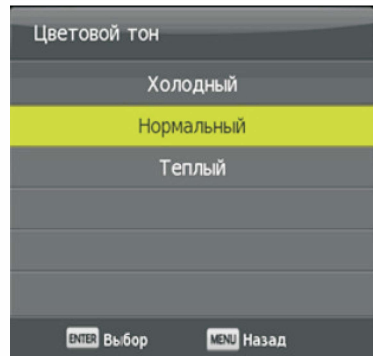 Цветовой тон
Холодный
Нормальный
Теплый
ENTER Выбор MENU Назад